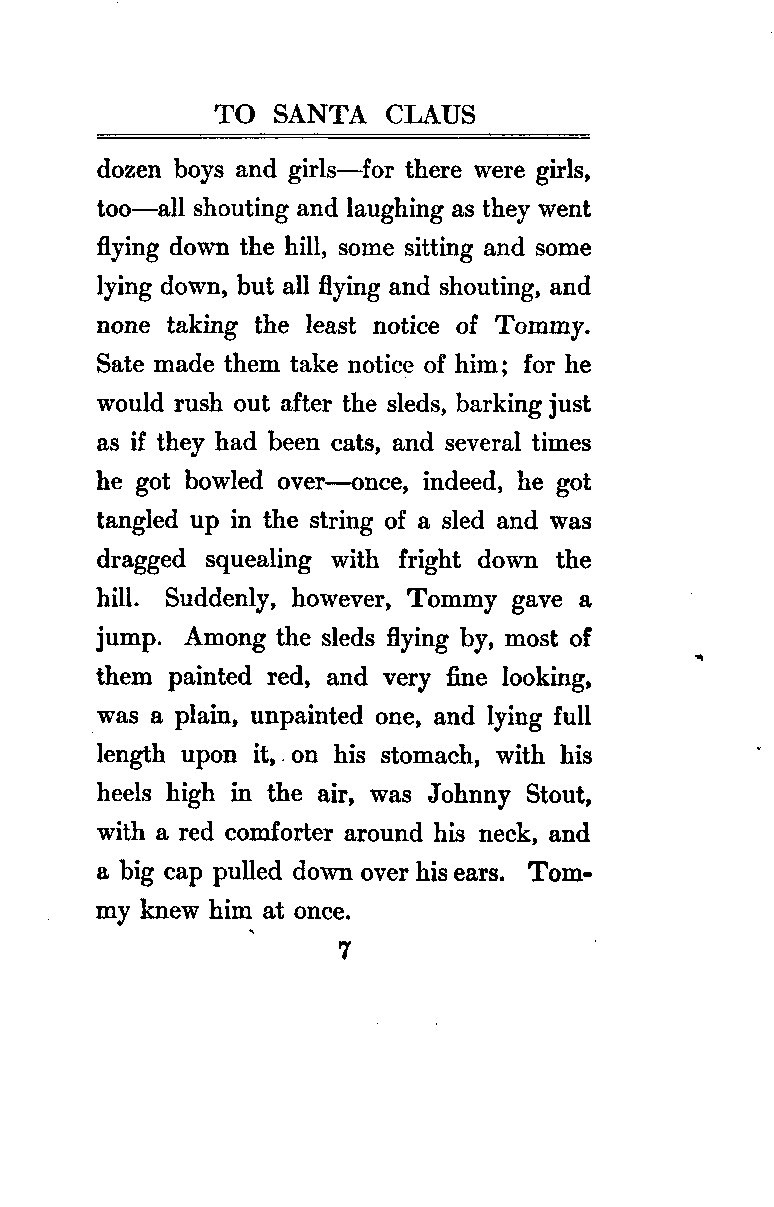 TO SANTA CLAUS
dozen boys and girls—for there were girls,
too—all shouting and laughing as they went
flying down the hill, some sitting and some
lying down, but all flying and shouting, and
none taking the least notice of Tommy.
Sate made them take notice of him; for he
would rush out after the sleds, barking just
as if they had been cats, and several times
he got bowled over—once, indeed, he got
tangled up in the string of a sled and was
dragged squealing with fright down the
hill. Suddenly, however, Tommy gave a
jump. Among the sleds flying by, most of
them painted red, and very fine looking,
was a plain, unpainted one, and lying full
length upon it, on his stomach, with his
heels high in the air, was Johnny Stout,
with a red comforter around his neck, and
a big cap pulled down over his ears. Tom-
my knew him at once.
7